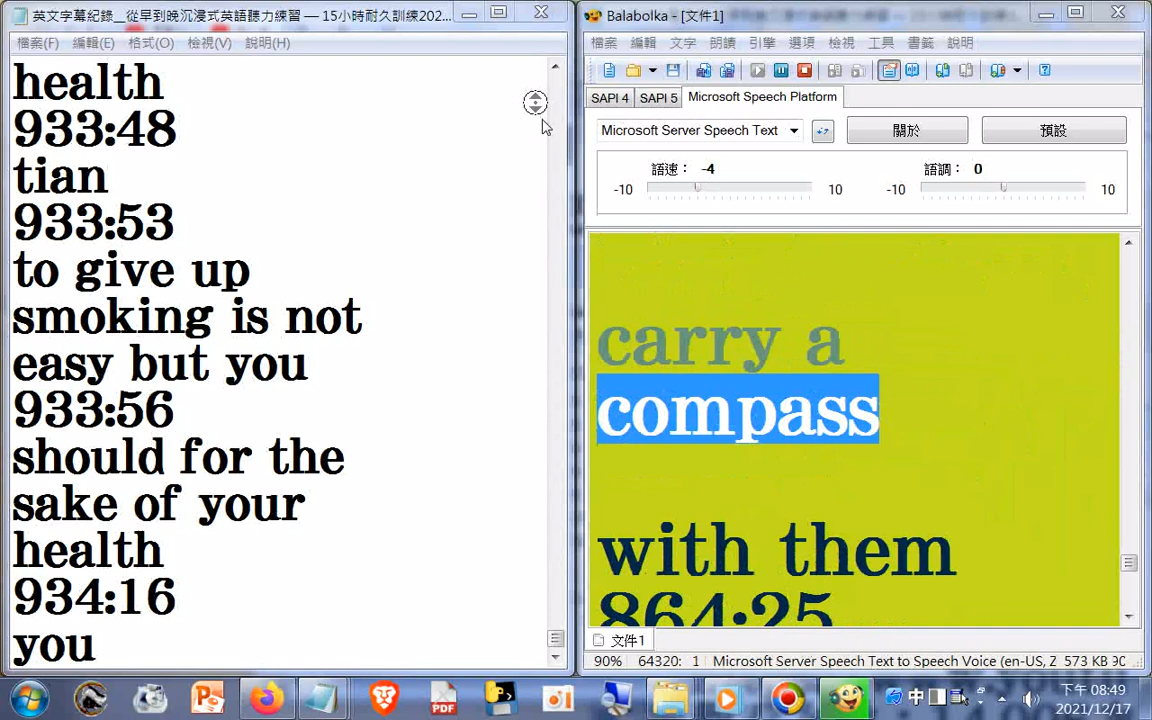 英文字幕紀錄__從早到晚沉浸式英語聽力練習 — 15小時耐久訓練202...
檔案(F) 編輯(E) 格式(O) 檢視(V) 說明(H)
health
933:48
tian
933:53
to give up
smoking is not
easy but you
933:56
should for the
sake of your
health
934:16
you
Balabolka - [文件1]
檔案 編輯 文字 朗讀 引擎 選項 檢視 工具 書籤 說明
SAPI 4 SAPI 5 Microsoft Speech Platform
Microsoft Server Speech Text 關於 預設
語速： -4 語調： 0
-10 10 -10 10
carry a
compass
with them
864:25
文件1
90% 64320: 1 Microsoft Server Speech Text to Speech Voice (en-US, Z 573 KB
PDF
中
下午 08:49
2021/12/17